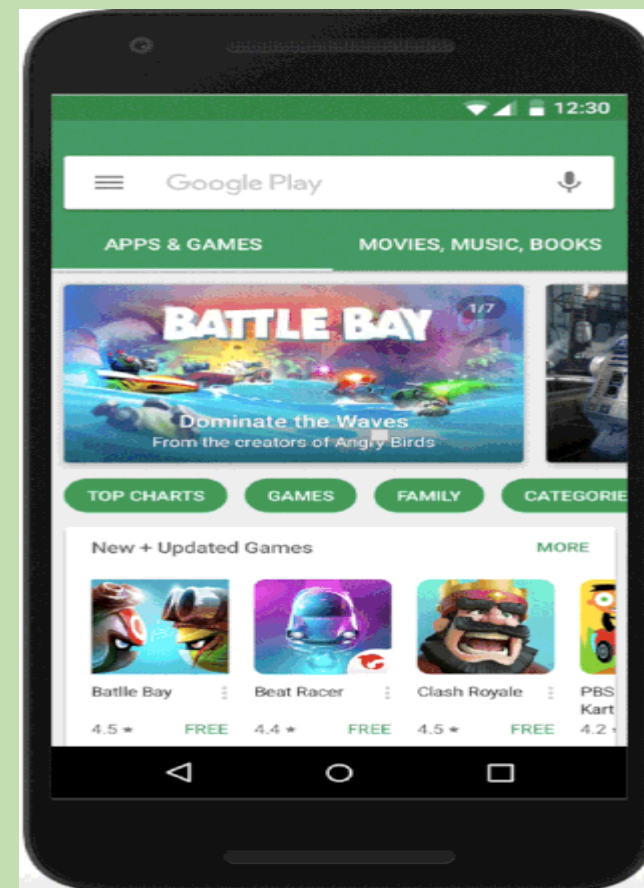 12:30
Google Play
APPS & GAMES MOVIES, MUSIC, BOOKS
BATTLE BAY
1/7
Dominate the Waves
From the creators of Angry Birds
TOP CHARTS GAMES FAMILY CATEGORIE
New + Updated Games MORE
Batlle Bay Beat Racer Clash Royale PBS
Kart
4.5★ FREE 4.4★ FREE 4.5★ FREE 4.2